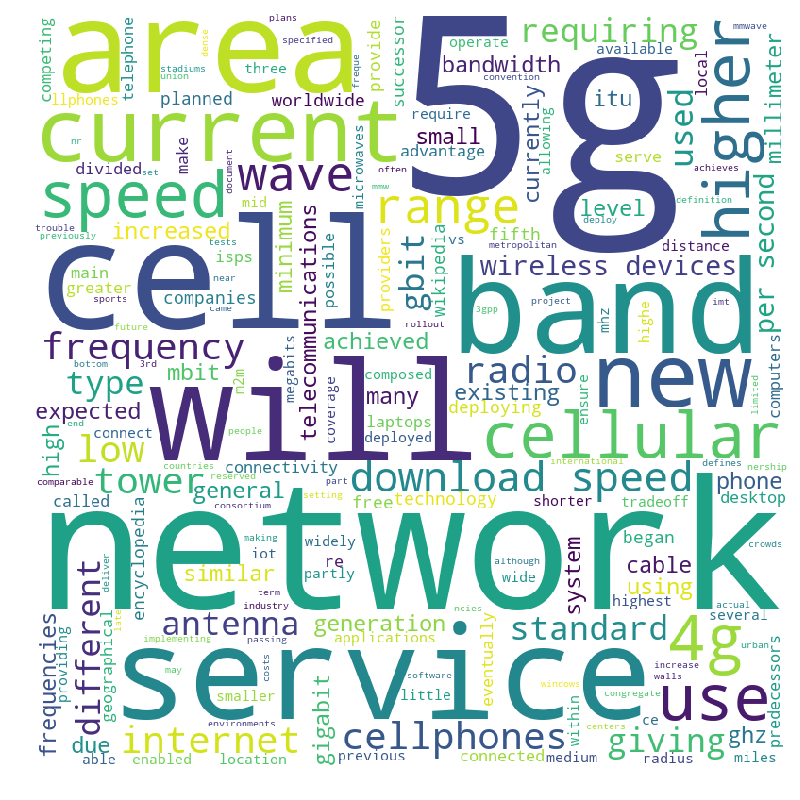 plans
area
5g
requiring
competing
telephone
dense
specified
stadiums
union
three
freque
provide
successor
operate
available
mmwave
local
millimeter
llphones
planned
worldwide
bandwidth
convention
itu
used
higher
current
nr
divided
set
make
document
microwaves
require
small
advantage
currently
allowing
serve
achieves
speed
wave
often
mmw
range
level
definition
deploy
per second
trouble
previously
increased
mid
minimum
telecommunications
possible
providers
gbit
vs
wikipedia
fifth
metropolitan
distance
cell
tests
isps
near
main
greater
sports
companies
came
wireless devices
band
project
imt
mhz
highe
3gpp
computers
future
rollout
frequency
bottom
3rd
mbit
megabits
achieved
will
radio
new
type
n2m
coverage
composed
many
existing
ensure
limited
expected
laptops
deploying
high
low
connect
end
people
deployed
cellular
countries
connectivity
international
defines
nership
comparable
tower
reserved
part
download speed
phone
called
encyclopedia
general
consortium
setting
free
technology
shorter
tradeoff
desktop
network
deliver
making
iot
widely
re
although
system
wide
began
cable
crowds
similar
partly
using
highest
actual
several
frequencies
providing
different
geographical
late
term
industry
antenna
generation
ncies
standard
4g
urban
predecessors
implementing
passing
applications
eventually
service
may
costs
software
increase
walls
use
smaller
little
windows
congregate
within
ce
environments
centers
due
internet
gigabit
cellphones
giving
ghz
able
enabled
location
previous
connected
medium
radius
miles